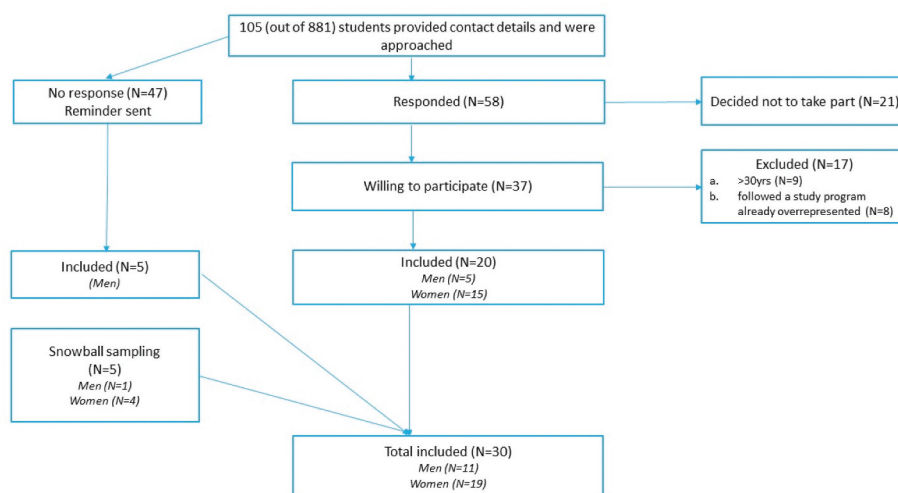 105 (out of 881) students provided contact details and were
approached
No response (N=47)
Reminder sent
Responded (N=58)
Decided not to take part (N=21)
Willing to participate (N=37)
Excluded (N=17)
a. >30yrs (N=9)
b. followed a study program
already overrepresented (N=8)
Included (N=5)
(Men)
Included (N=20)
Men (N=5)
Women (N=15)
Snowball sampling
(N=5)
Men (N=1)
Women (N=4)
Total included (N=30)
Men (N=11)
Women (N=19)